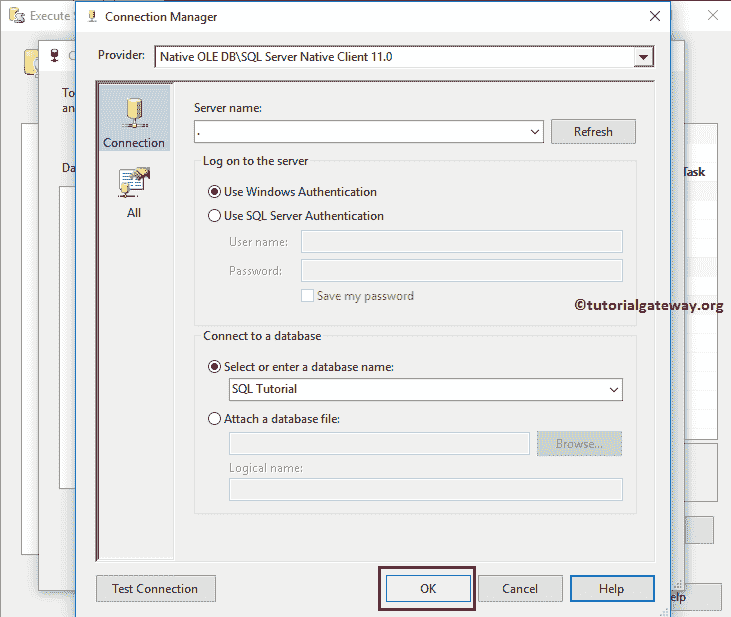 Execute
Connection Manager
Provider: Native OLE DB\SQL Server Native Client 11.0
To
an
Connection
Server name:
. Refresh
Log on to the server
Da
Use Windows Authentication
Task
All
Use SQL Server Authentication
User name:
Password:
Save my password
©tutorialgateway.org
Connect to a database
Select or enter a database name:
SQL Tutorial
Attach a database file:
Browse...
Logical name:
Test Connection OK Cancel Help
elp